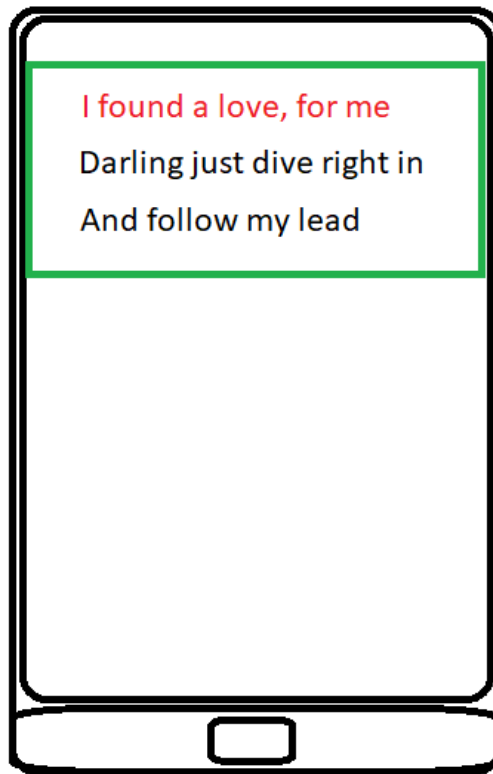 I found a love, for me
Darling just dive right in
And follow my lead